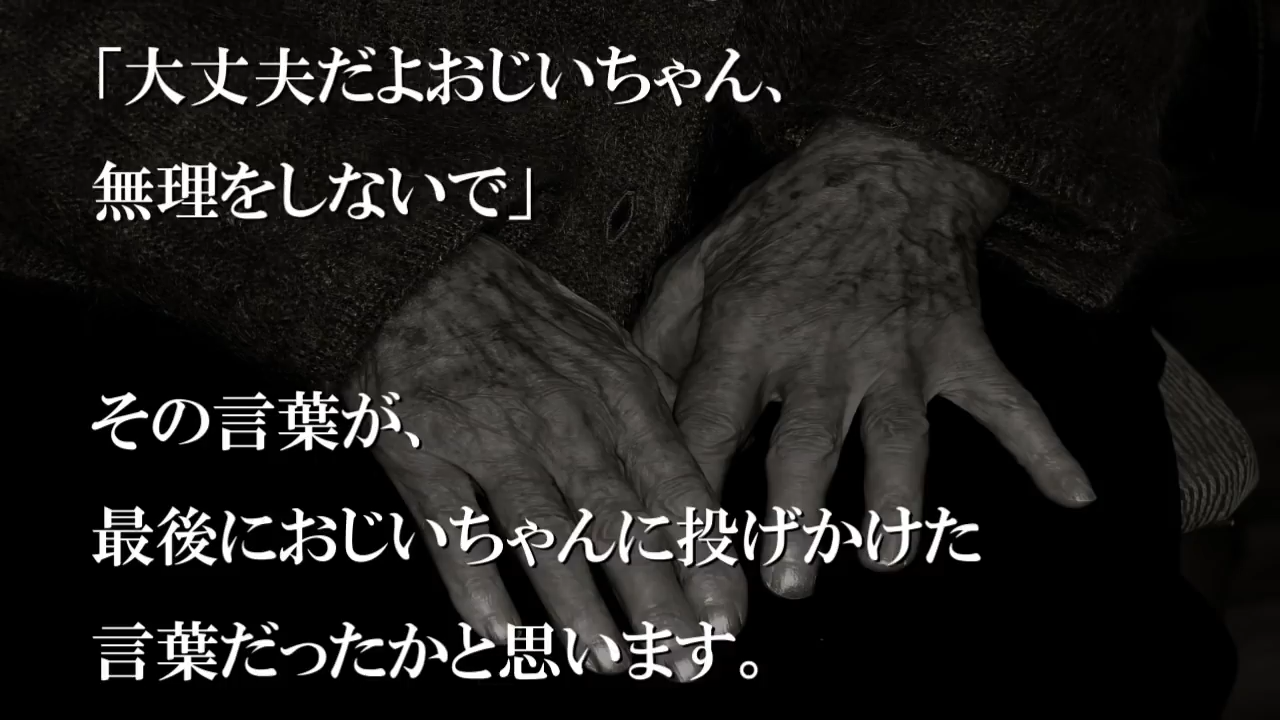 「大丈夫だよおじいちゃん、
無理をしないで」
その言葉が、
最後におじいちゃんに投げかけた
言葉だったかと思います。